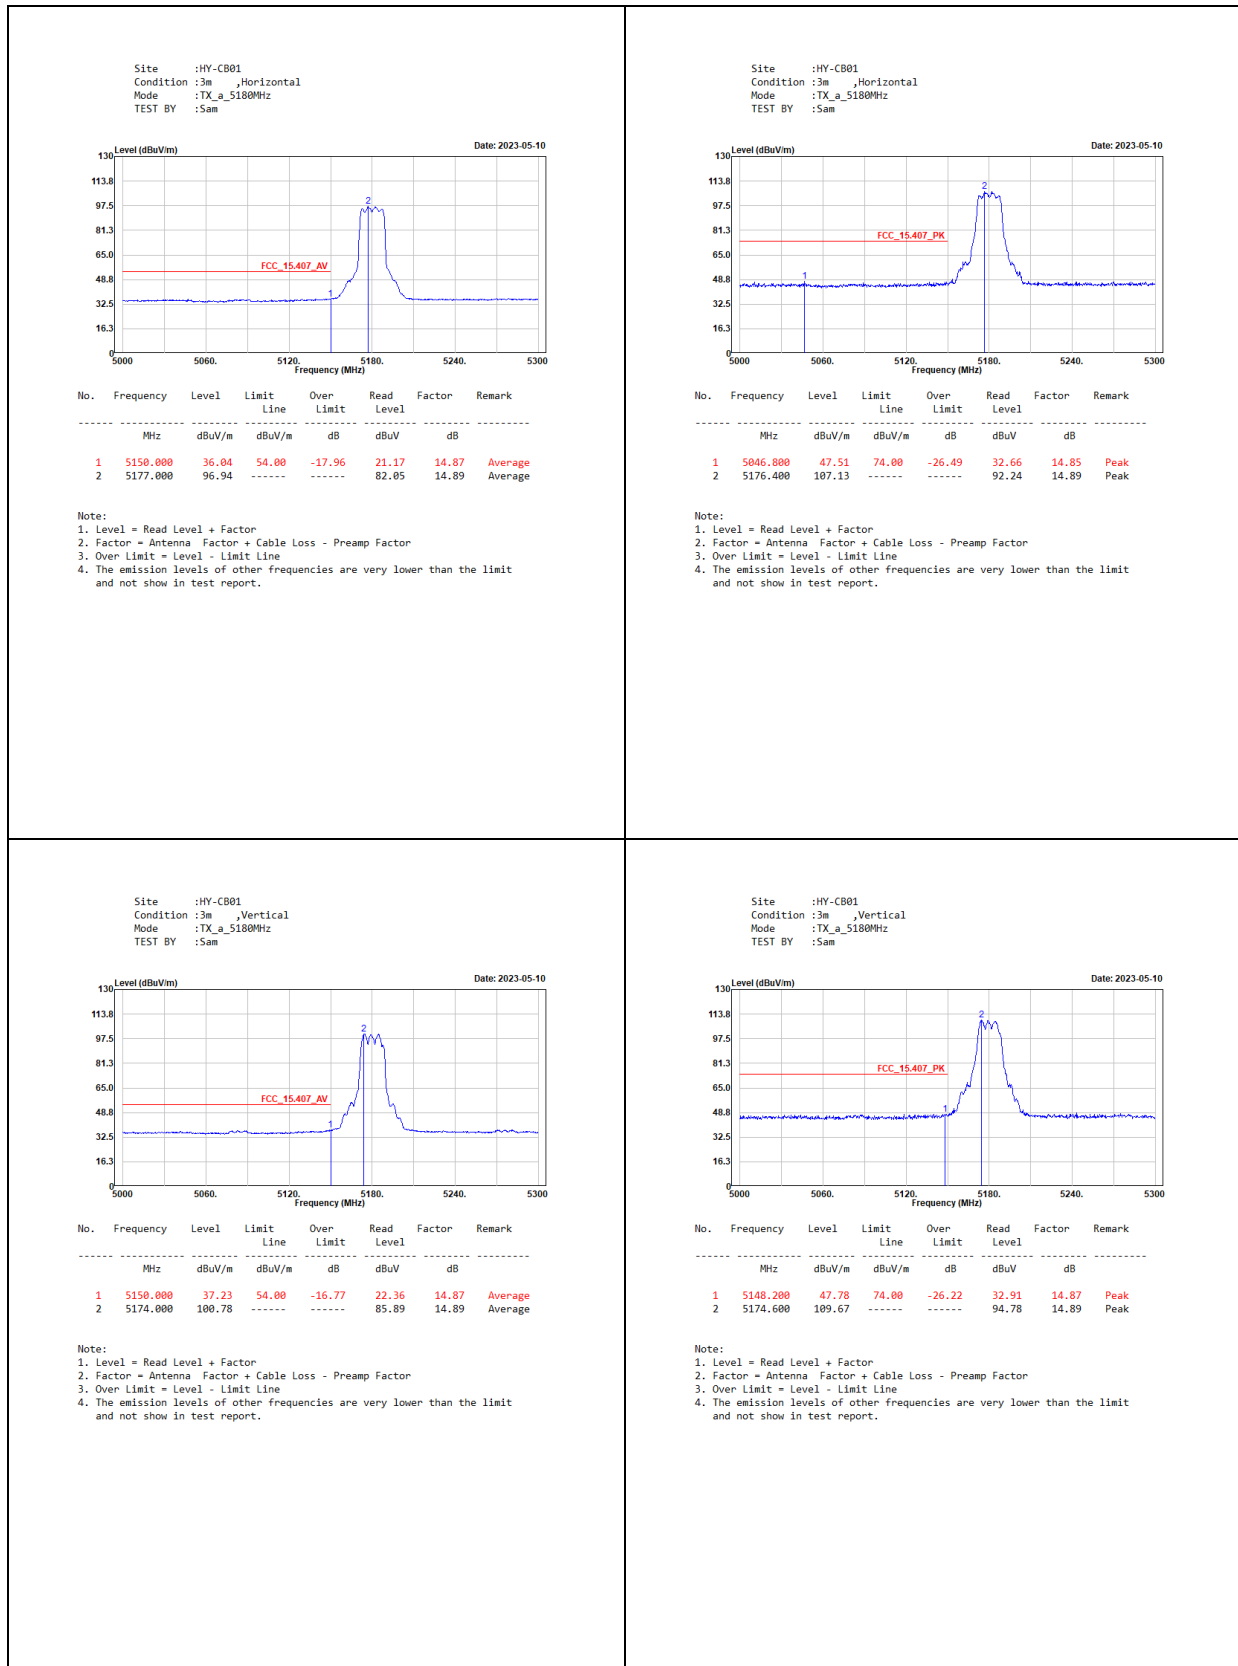 Site      :HY-CB01
Condition :3m    ,Horizontal
Mode      :TX_a_5180MHz
TEST BY   :Sam
Level (dBuV/m) Date: 2023-05-10
130
113.8
97.5
81.3
65.0
48.8
32.5
16.3
0
2
FCC_15.407_AV
1
5000 5060. 5120. 5180. 5240. 5300
Frequency (MHz)
No. Frequency Level Limit Over Read Factor Remark
Line Limit Level
------ ----------- -------- --------- --------- -------- -------- ---------
MHz dBuV/m dBuV/m dB dBuV dB
1 5150.000 36.04 54.00 -17.96 21.17 14.87 Average
2 5177.000 96.94 ------ ------ 82.05 14.89 Average
Note:
1. Level = Read Level + Factor
2. Factor = Antenna  Factor + Cable Loss - Preamp Factor
3. Over Limit = Level - Limit Line
4. The emission levels of other frequencies are very lower than the limit
and not show in test report.
Site      :HY-CB01
Condition :3m    ,Horizontal
Mode      :TX_a_5180MHz
TEST BY   :Sam
Level (dBuV/m) Date: 2023-05-10
130
113.8
97.5
81.3
65.0
48.8
32.5
16.3
0
2
FCC_15.407_PK
1
5000 5060. 5120. 5180. 5240. 5300
Frequency (MHz)
No. Frequency Level Limit Over Read Factor Remark
Line Limit Level
------ ----------- -------- --------- --------- -------- -------- ---------
MHz dBuV/m dBuV/m dB dBuV dB
1 5046.800 47.51 74.00 -26.49 32.66 14.85 Peak
2 5176.400 107.13 ------ ------ 92.24 14.89 Peak
Note:
1. Level = Read Level + Factor
2. Factor = Antenna  Factor + Cable Loss - Preamp Factor
3. Over Limit = Level - Limit Line
4. The emission levels of other frequencies are very lower than the limit
and not show in test report.
Site      :HY-CB01
Condition :3m    ,Vertical
Mode      :TX_a_5180MHz
TEST BY   :Sam
Level (dBuV/m) Date: 2023-05-10
130
113.8
97.5
81.3
65.0
48.8
32.5
16.3
0
2
FCC_15.407_AV
1
5000 5060. 5120. 5180. 5240. 5300
Frequency (MHz)
No. Frequency Level Limit Over Read Factor Remark
Line Limit Level
------ ----------- -------- --------- --------- -------- -------- ---------
MHz dBuV/m dBuV/m dB dBuV dB
1 5150.000 37.23 54.00 -16.77 22.36 14.87 Average
2 5174.000 100.78 ------ ------ 85.89 14.89 Average
Note:
1. Level = Read Level + Factor
2. Factor = Antenna  Factor + Cable Loss - Preamp Factor
3. Over Limit = Level - Limit Line
4. The emission levels of other frequencies are very lower than the limit
and not show in test report.
Site      :HY-CB01
Condition :3m    ,Vertical
Mode      :TX_a_5180MHz
TEST BY   :Sam
Level (dBuV/m) Date: 2023-05-10
130
113.8
97.5
81.3
65.0
48.8
32.5
16.3
0
2
FCC_15.407_PK
1
5000 5060. 5120. 5180. 5240. 5300
Frequency (MHz)
No. Frequency Level Limit Over Read Factor Remark
Line Limit Level
------ ----------- -------- --------- --------- -------- -------- ---------
MHz dBuV/m dBuV/m dB dBuV dB
1 5148.200 47.78 74.00 -26.22 32.91 14.87 Peak
2 5174.600 109.67 ------ ------ 94.78 14.89 Peak
Note:
1. Level = Read Level + Factor
2. Factor = Antenna  Factor + Cable Loss - Preamp Factor
3. Over Limit = Level - Limit Line
4. The emission levels of other frequencies are very lower than the limit
and not show in test report.